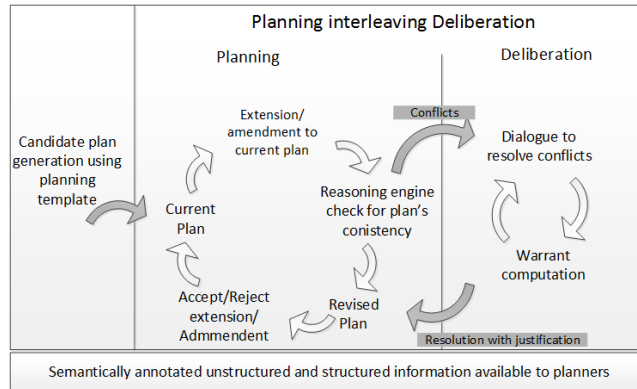 Planning interleaving Deliberation
Planning
Deliberation
Extension/
amendment to
current plan
Conflicts
Candidate plan
generation using
planning
template
Dialogue to
resolve conflicts
Reasoning engine
check for plan's
conistency
Current
Plan
Warrant
computation
Accept/Reject
extension/
Admmendent
Revised
Plan
Resolution with justification
Semantically annotated unstructured and structured information available to planners